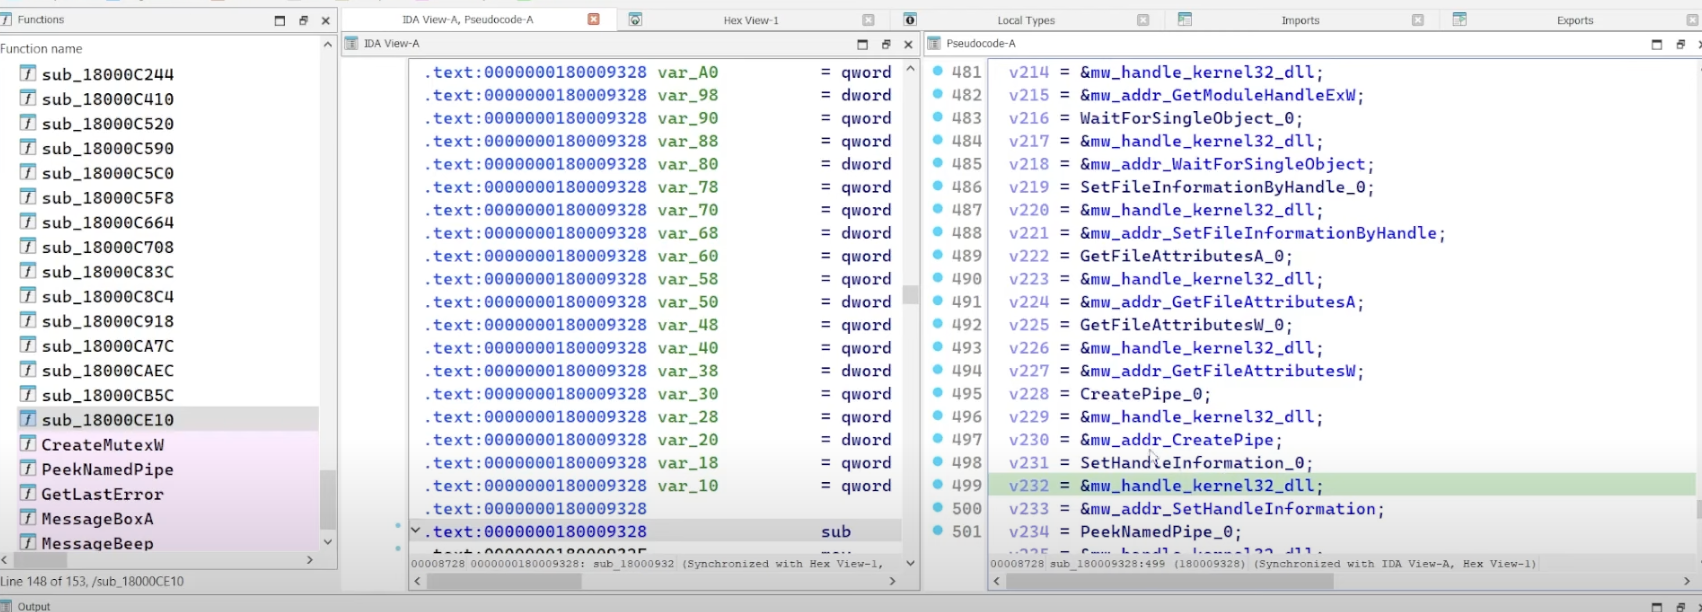 Functions
IDA View-A, Pseudocode-A
Hex View-1
Local Types
Imports
Exports
Function name
sub_18000C244
sub_18000C410
sub_18000C520
sub_18000C590
sub_18000C5C0
sub_18000C5F8
sub_18000C664
sub_18000C708
sub_18000C83C
sub_18000C8C4
sub_18000C918
sub_18000CA7C
sub_18000CAEC
sub_18000CB5C
sub_18000CE10
CreateMutexW
PeekNamedPipe
GetLastError
MessageBoxA
MessageBeep
Line 148 of 153, /sub_18000CE10
IDA View-A
.text:0000000180009328 var_A0 = qword
.text:0000000180009328 var_98 = dword
.text:0000000180009328 var_90 = qword
.text:0000000180009328 var_88 = qword
.text:0000000180009328 var_80 = dword
.text:0000000180009328 var_78 = qword
.text:0000000180009328 var_70 = qword
.text:0000000180009328 var_68 = dword
.text:0000000180009328 var_60 = qword
.text:0000000180009328 var_58 = qword
.text:0000000180009328 var_50 = dword
.text:0000000180009328 var_48 = qword
.text:0000000180009328 var_40 = qword
.text:0000000180009328 var_38 = dword
.text:0000000180009328 var_30 = qword
.text:0000000180009328 var_28 = qword
.text:0000000180009328 var_20 = dword
.text:0000000180009328 var_18 = qword
.text:0000000180009328 var_10 = qword
.text:0000000180009328
.text:0000000180009328 sub
00008728 0000000180009328: sub_18000932 (Synchronized with Hex View-1,
Pseudocode-A
481 v214 = &mw_handle_kernel32_dll;
482 v215 = &mw_addr_GetModuleHandleExW;
483 v216 = WaitForSingleObject_0;
484 v217 = &mw_handle_kernel32_dll;
485 v218 = &mw_addr_WaitForSingleObject;
486 v219 = SetFileInformationByHandle_0;
487 v220 = &mw_handle_kernel32_dll;
488 v221 = &mw_addr_SetFileInformationByHandle;
489 v222 = GetFileAttributesA_0;
490 v223 = &mw_handle_kernel32_dll;
491 v224 = &mw_addr_GetFileAttributesA;
492 v225 = GetFileAttributesW_0;
493 v226 = &mw_handle_kernel32_dll;
494 v227 = &mw_addr_GetFileAttributesW;
495 v228 = CreatePipe_0;
496 v229 = &mw_handle_kernel32_dll;
497 v230 = &mw_addr_CreatePipe;
498 v231 = SetHandleInformation_0;
499 v232 = &mw_handle_kernel32_dll;
500 v233 = &mw_addr_SetHandleInformation;
501 v234 = PeekNamedPipe_0;
00008728 sub_180009328:499 (180009328) (Synchronized with IDA View-A, Hex View-1)
Output